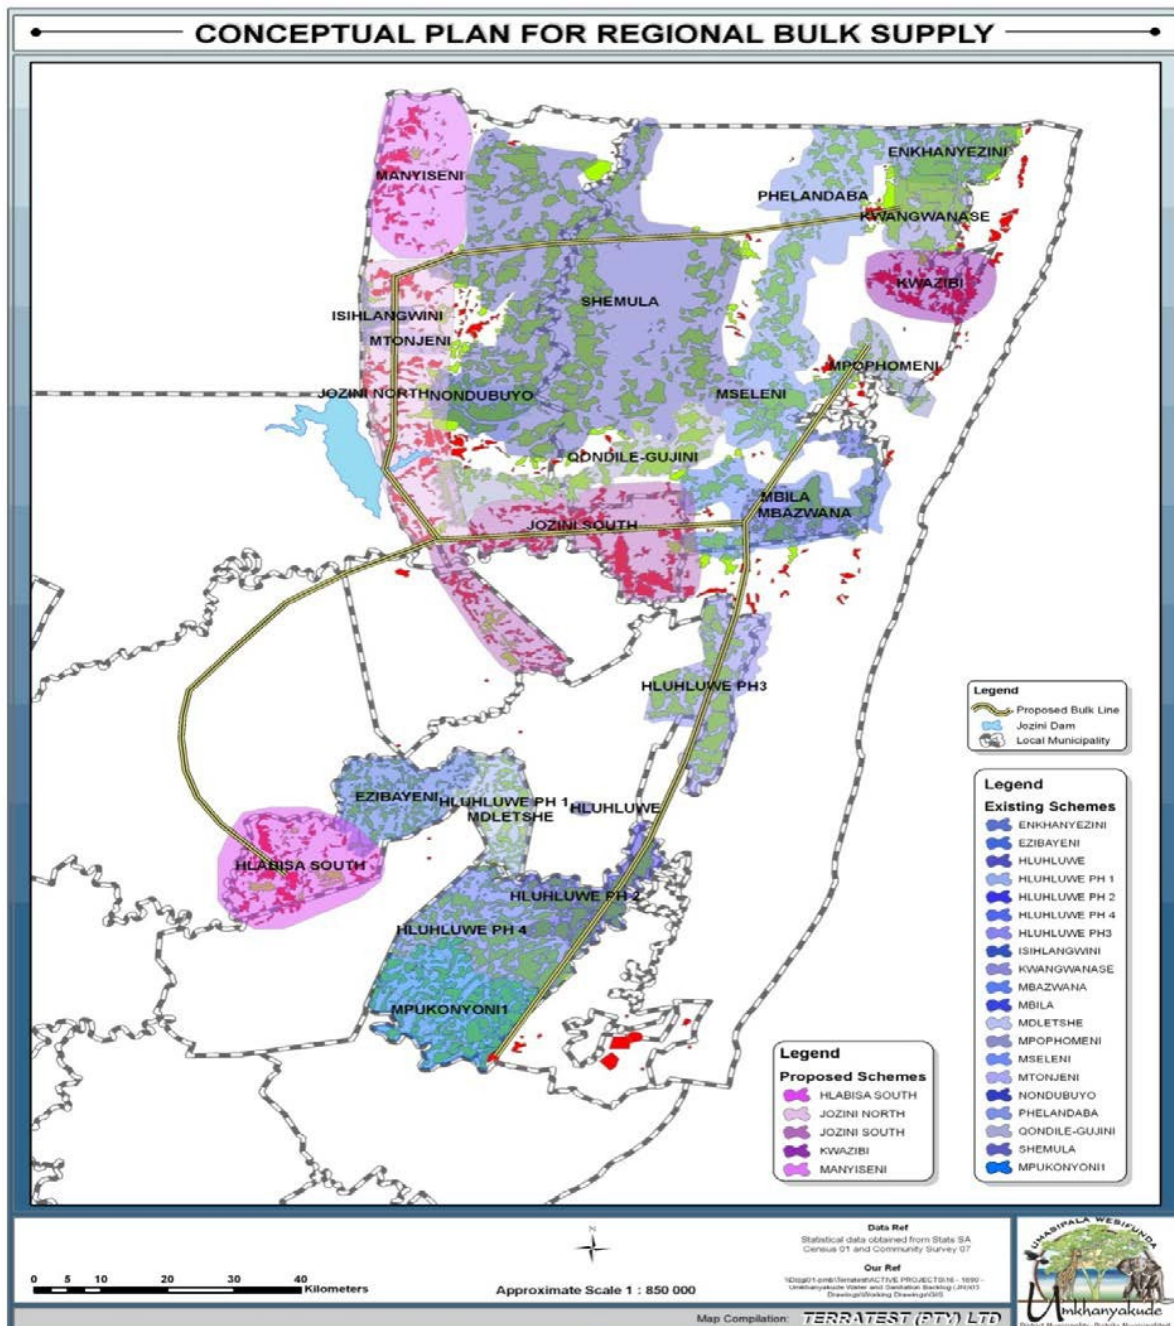 CONCEPTUAL PLAN FOR REGIONAL BULK SUPPLY
ENKHANYEZINI
MANYISENI
PHELANDABA
KWANGWANASE
KWAZIBI
SHEMULA
ISIHLANGWINI
MTONJENI
MPOPHOMENI
JOZINI NORTH
NONDUBUYO
MSELENI
QONDILE-GUJINI
MBILA
MBAZWANA
JOZINI SOUTH
HLUHLUWE PH3
EZIBAYENI
HLUHLUWE PH 1
MDLETSHE
HLUHLUWE
HLABISA SOUTH
HLUHLUWE PH 2
HLUHLUWE PH 4
MPUKONYONI1
Legend
Proposed Bulk Line
Jozini Dam
Local Municipality
Legend
Existing Schemes
ENKHANYEZINI
EZIBAYENI
HLUHLUWE
HLUHLUWE PH 1
HLUHLUWE PH 2
HLUHLUWE PH 4
HLUHLUWE PH3
ISIHLANGWINI
KWANGWANASE
MBAZWANA
MBILA
MDLETSHE
MPOPHOMENI
MSELENI
MTONJENI
NONDUBUYO
PHELANDABA
QONDILE-GUJINI
SHEMULA
MPUKONYONI1
Legend
Proposed Schemes
HLABISA SOUTH
JOZINI NORTH
JOZINI SOUTH
KWAZIBI
MANYISENI
0 5 10 20 30 40
Kilometers
N
Approximate Scale 1 : 850 000
Data Ref
Statistical data obtained from Stats SA
Census 01 and Community Survey 07
Our Ref
Map Compilation: TERRATEST (PTY) LTD
UMASIPALA WESIFUNDA
Umkhanyakude